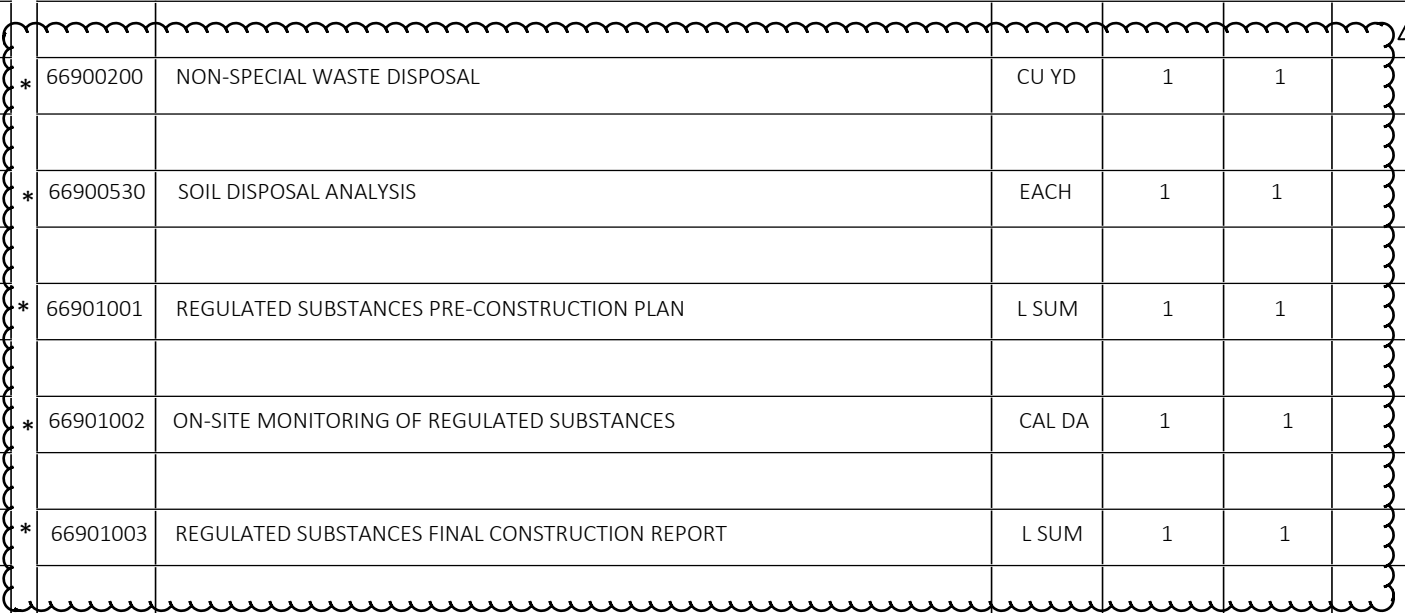 * 66900200 NON-SPECIAL WASTE DISPOSAL CU YD 1 1
* 66900530 SOIL DISPOSAL ANALYSIS EACH 1 1
* 66901001 REGULATED SUBSTANCES PRE-CONSTRUCTION PLAN L SUM 1 1
* 66901002 ON-SITE MONITORING OF REGULATED SUBSTANCES CAL DA 1 1
* 66901003 REGULATED SUBSTANCES FINAL CONSTRUCTION REPORT L SUM 1 1